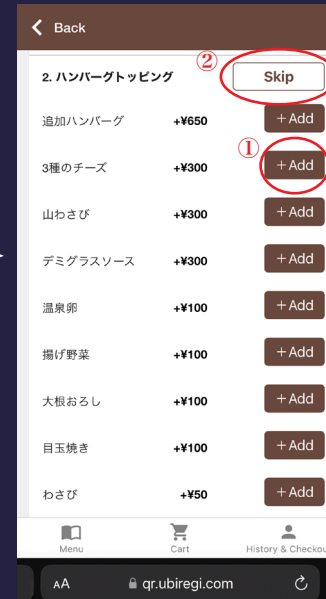 Back
②
2. ハンバーグトッピング Skip
追加ハンバーグ +¥650 +Add
①
3種のチーズ +¥300 +Add
山わさび +¥300 +Add
デミグラスソース +¥300 +Add
温泉卵 +¥100 +Add
揚げ野菜 +¥100 +Add
大根おろし +¥100 +Add
目玉焼き +¥100 +Add
わさび +¥50 +Add
Menu Cart History & Checkou
AA qr.ubiregi.com